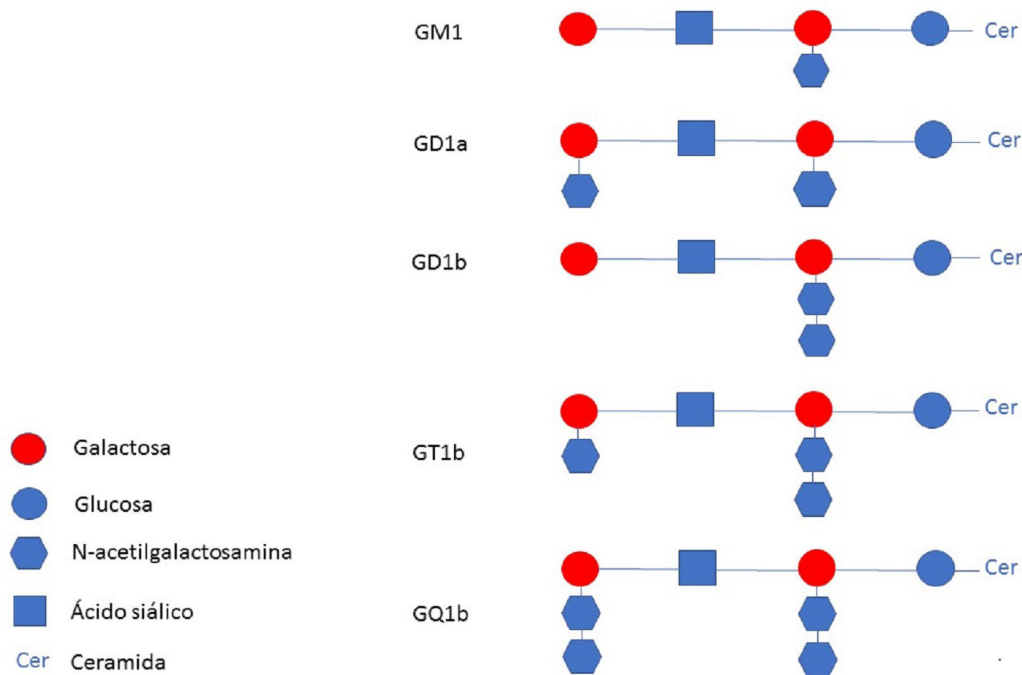 GM1
Cer
GD1a
Cer
GD1b
Cer
GT1b
Cer
GQ1b
Cer
Galactosa
Glucosa
N-acetilgalactosamina
Ácido siálico
Cer Ceramida